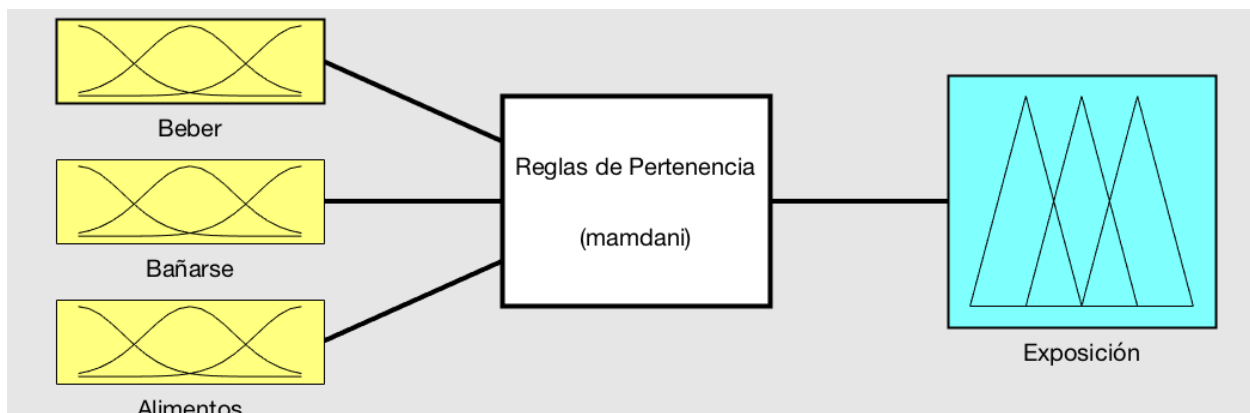 Beber
Bañarse
Alimentos
Reglas de Pertenencia
(mamdani)
Exposición